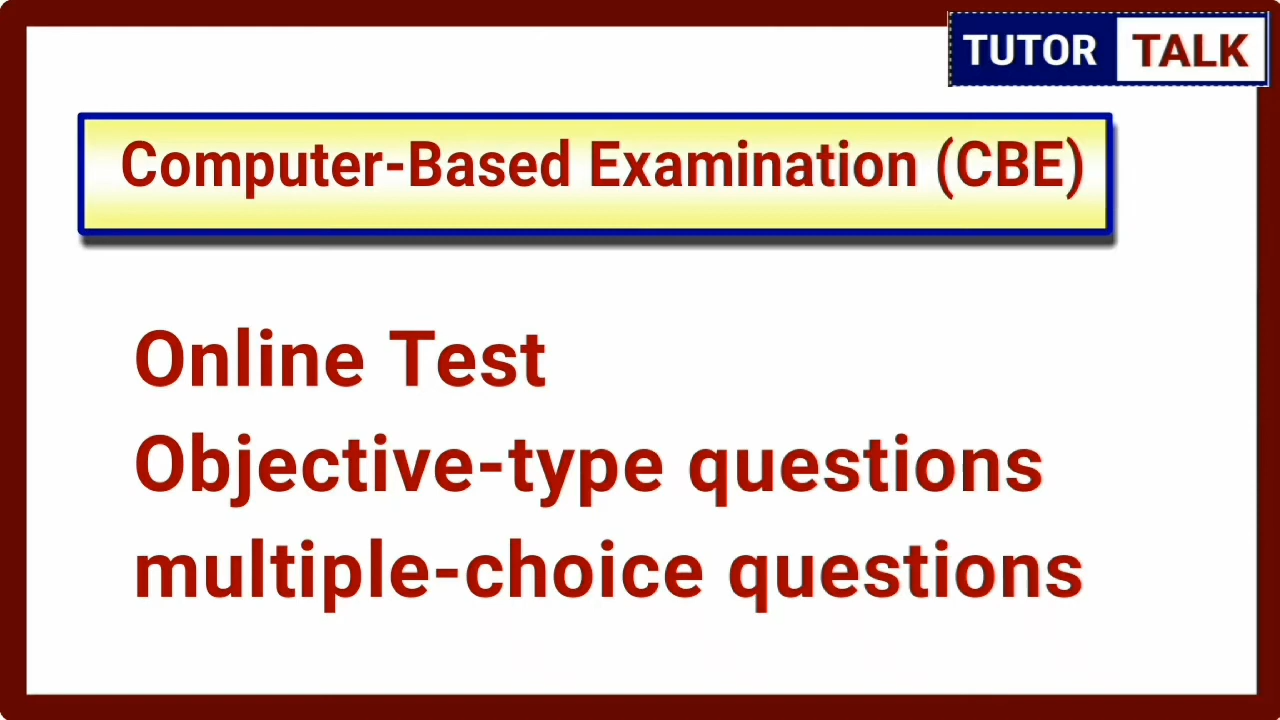 TUTOR TALK
Computer-Based Examination (CBE)
Online Test
Objective-type questions
multiple-choice questions